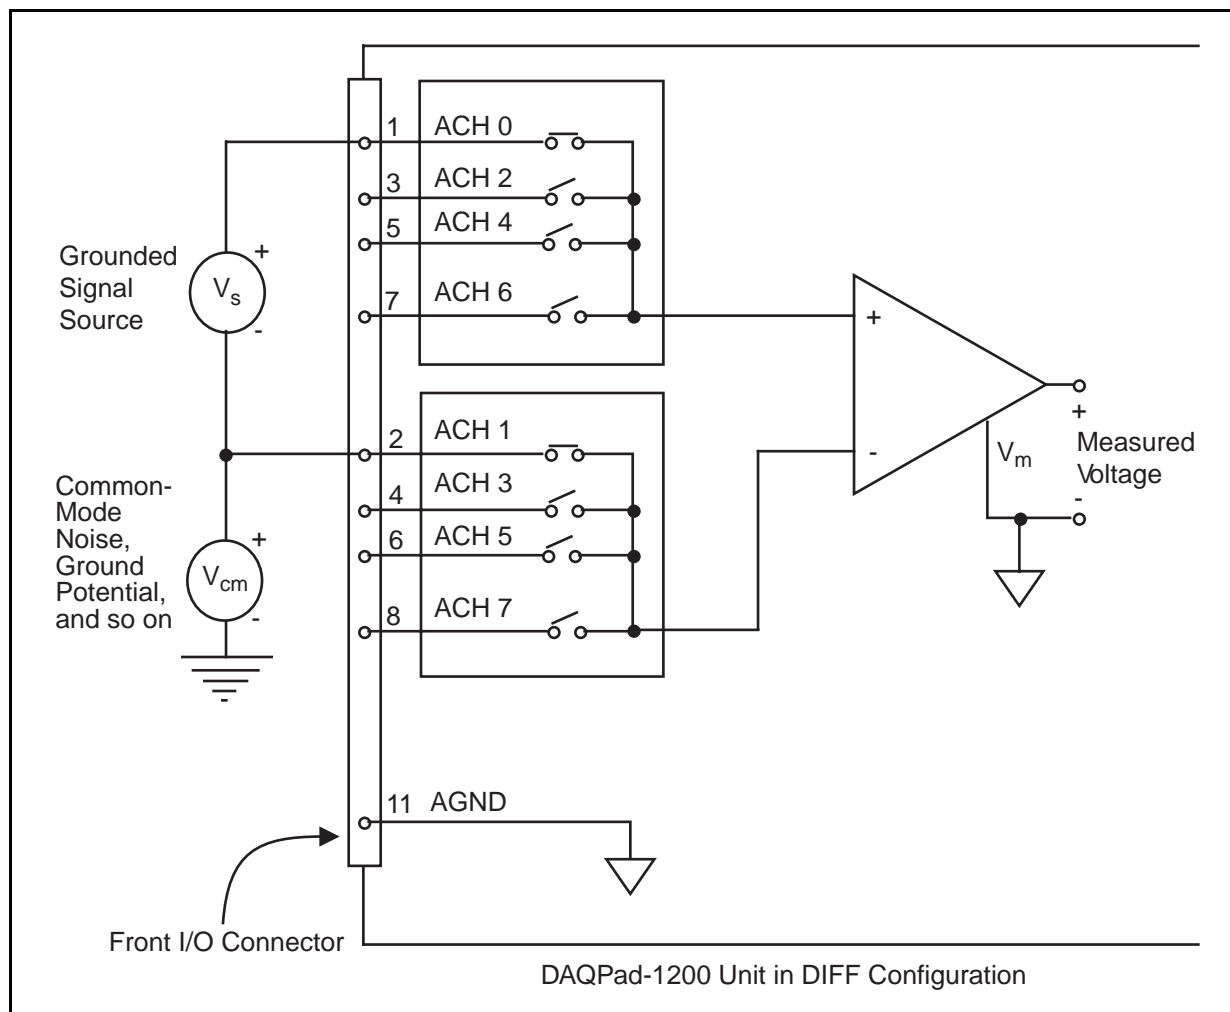 1 ACH 0
3 ACH 2
5 ACH 4
7 ACH 6
Grounded
Signal
Source
+
Vs
-
+
-
2 ACH 1
4 ACH 3
6 ACH 5
8 ACH 7
Common-
Mode
Noise,
Ground
Potential,
and so on
+
Vcm
-
+
Vm
Measured
Voltage
-
11 AGND
Front I/O Connector
DAQPad-1200 Unit in DIFF Configuration